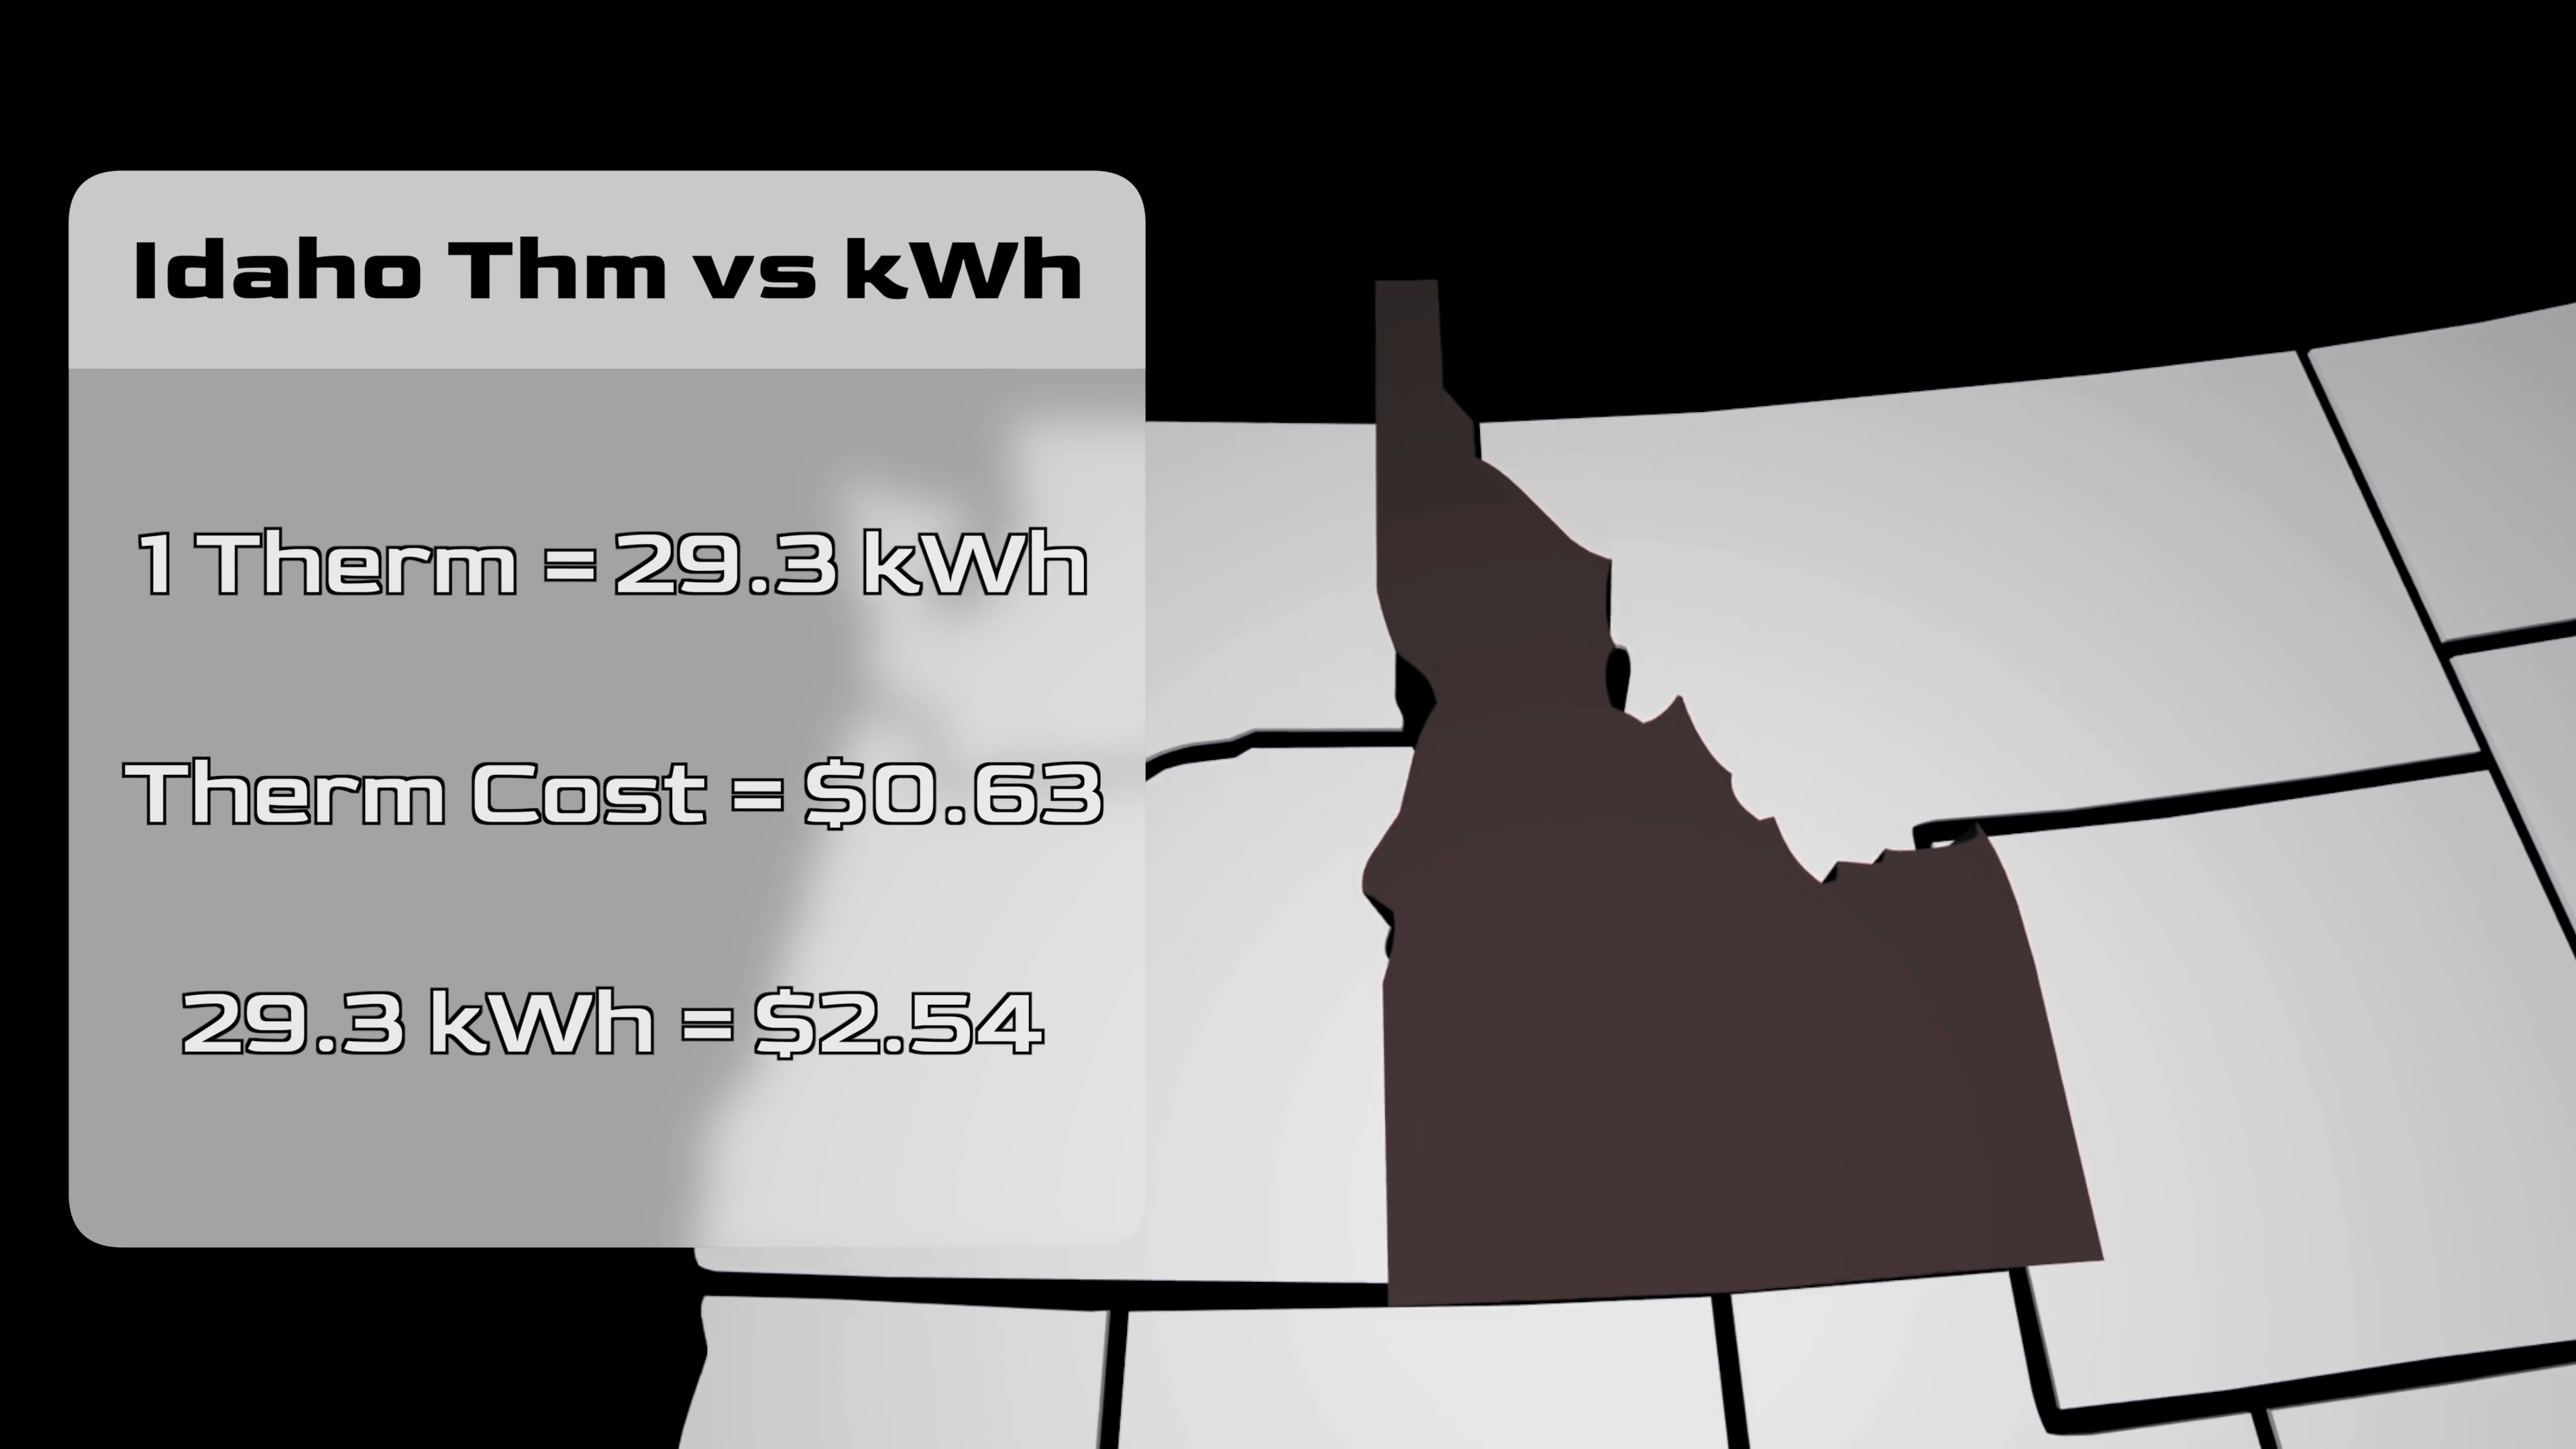 Idaho Thm vs kWh
1 Therm = 29.3 kWh
Therm Cost = $0.63
29.3 kWh = $2.54